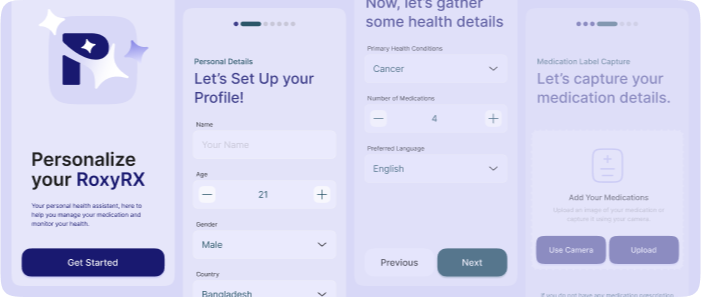 Personalize
your RoxyRX
Your personal health assistant, here to
help you manage your medication and
monitor your health.
Get Started
Personal Details
Let's Set Up your
Profile!
Name
Your Name
Age
21
Gender
Male
Country
Bangladesh
Now, let's gather
some health details
Primary Health Conditions
Cancer
Number of Medications
4
Preferred Language
English
Previous
Next
Medication Label Capture
Let's capture your
medication details.
Add Your Medications
Upload an image of your medication or
capture it using your camera.
Use Camera
Upload
If you do not have any medication prescription